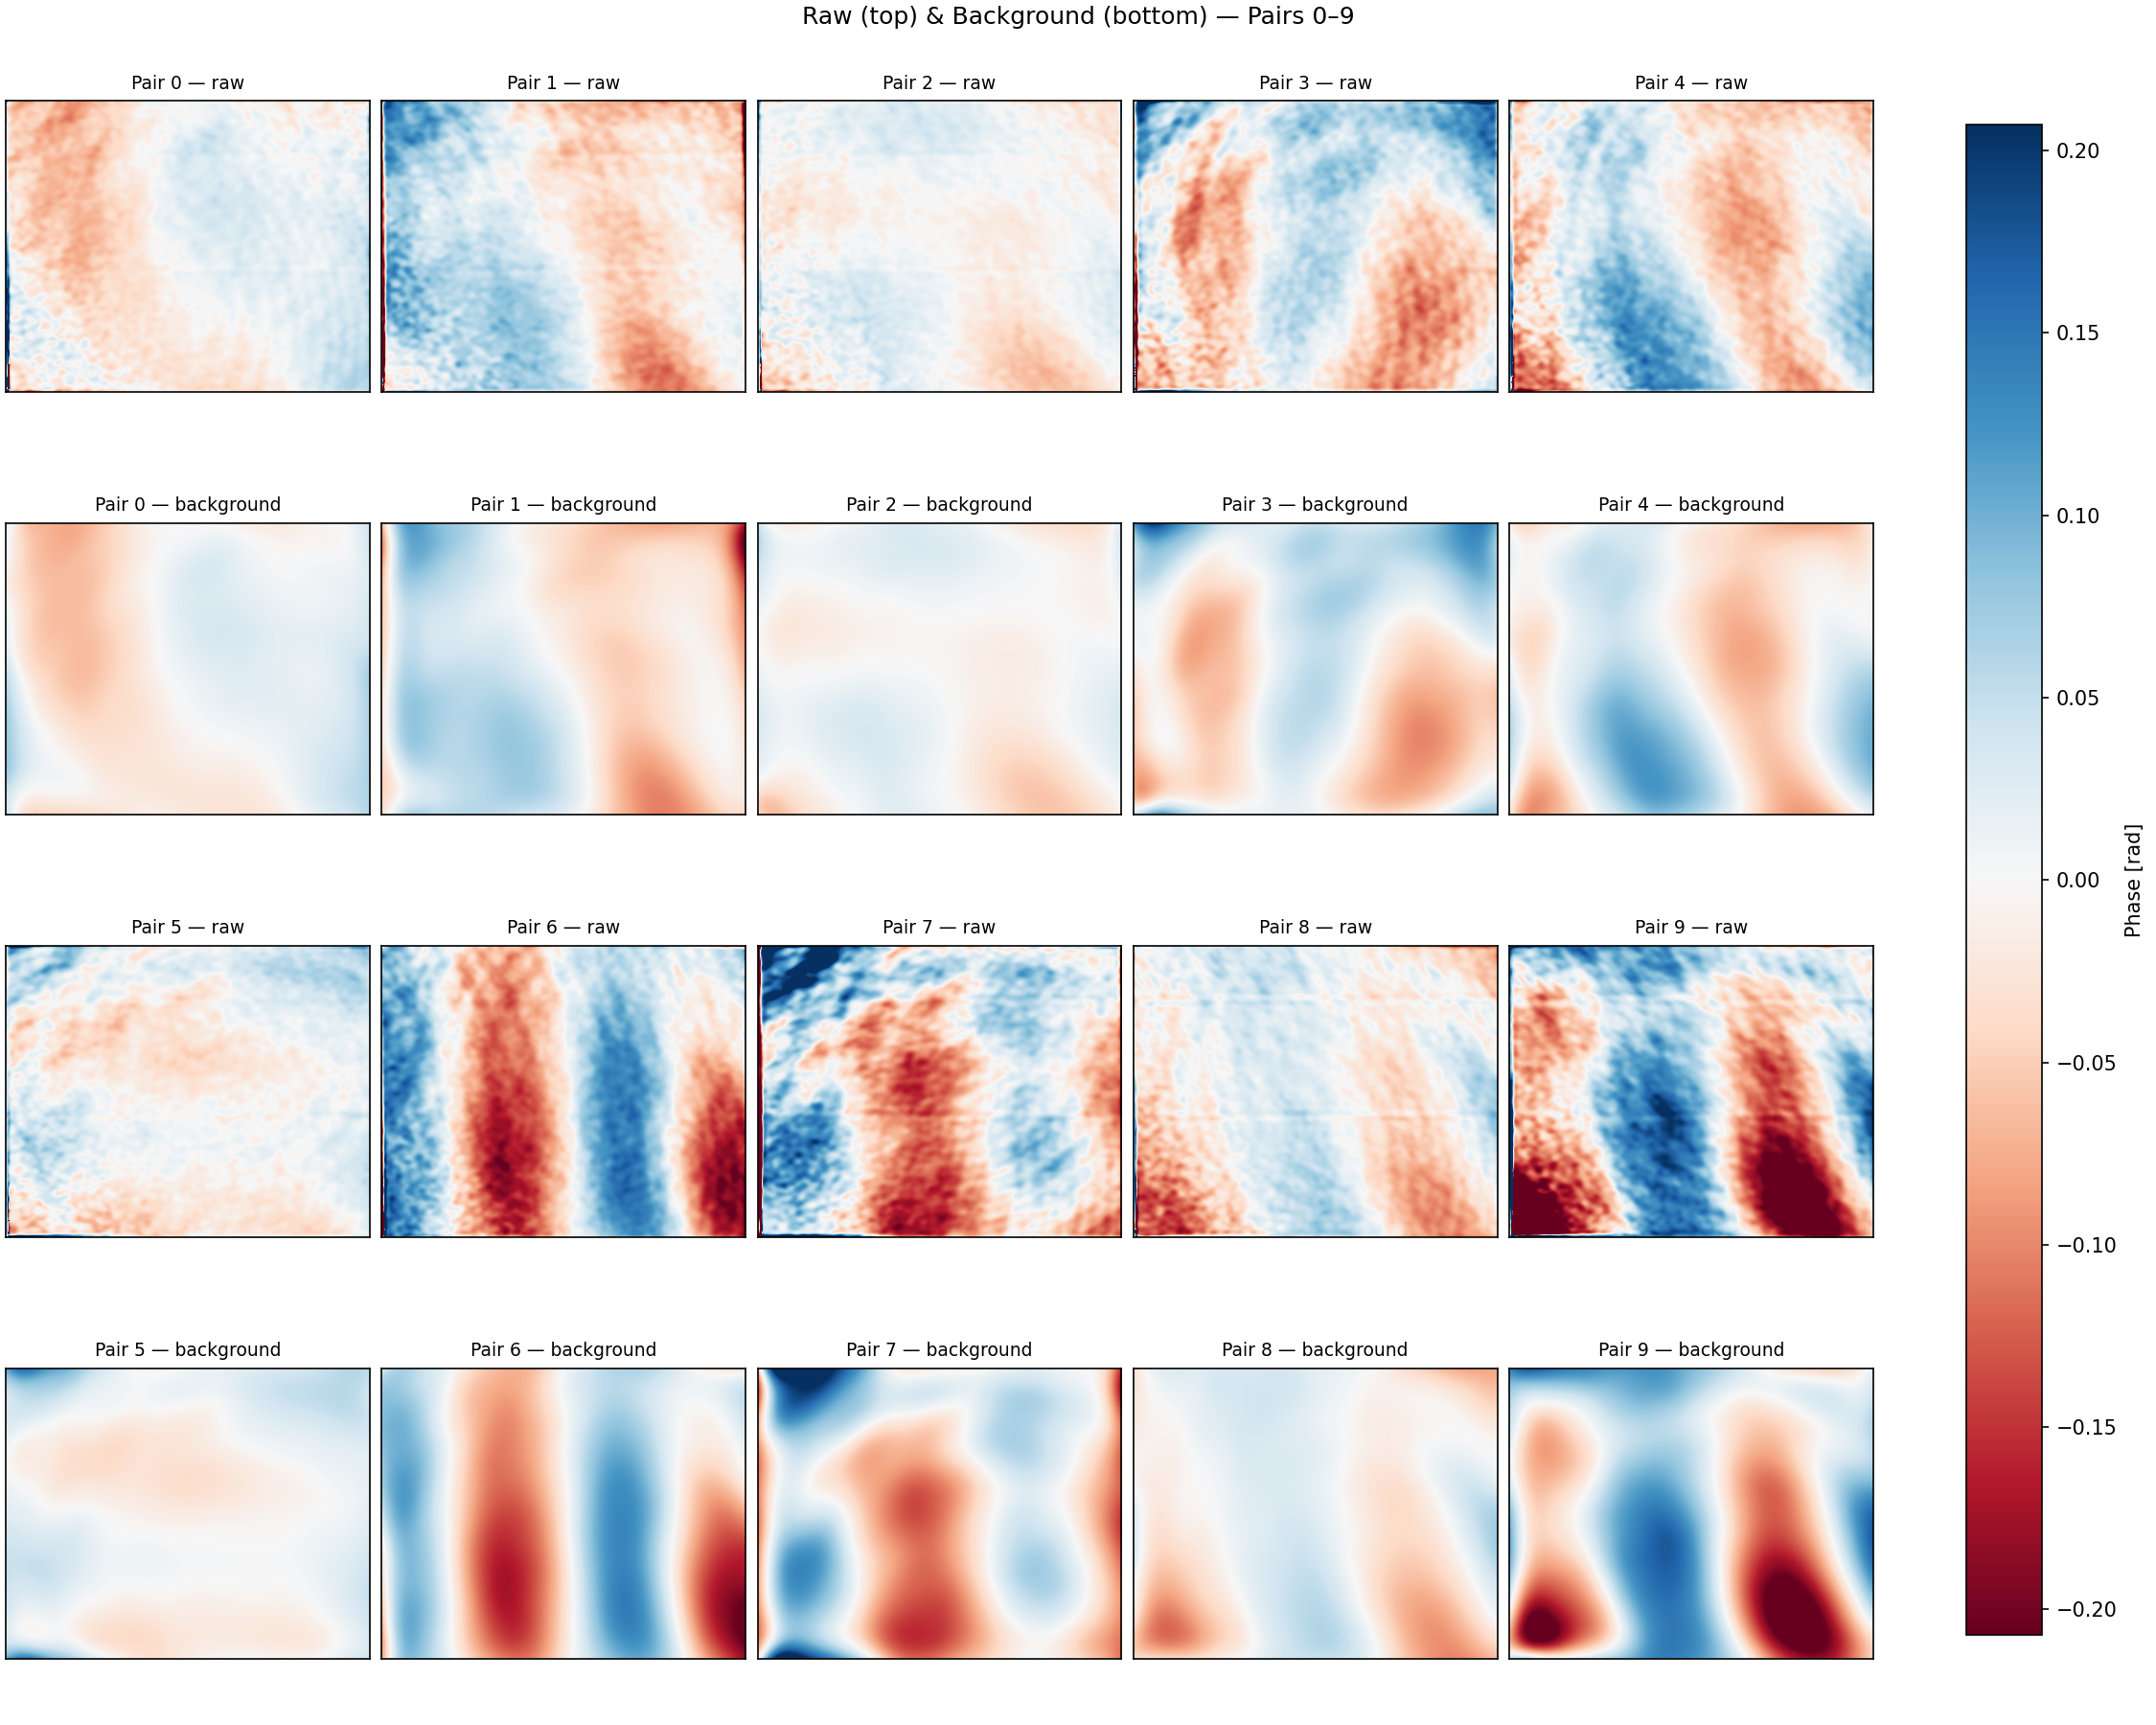 Raw (top) & Background (bottom) — Pairs 0–9
Pair 0 — raw
Pair 1 — raw
Pair 2 — raw
Pair 3 — raw
Pair 4 — raw
Pair 0 — background
Pair 1 — background
Pair 2 — background
Pair 3 — background
Pair 4 — background
Pair 5 — raw
Pair 6 — raw
Pair 7 — raw
Pair 8 — raw
Pair 9 — raw
Pair 5 — background
Pair 6 — background
Pair 7 — background
Pair 8 — background
Pair 9 — background
0.20
0.15
0.10
0.05
0.00
−0.05
−0.10
−0.15
−0.20
Phase [rad]